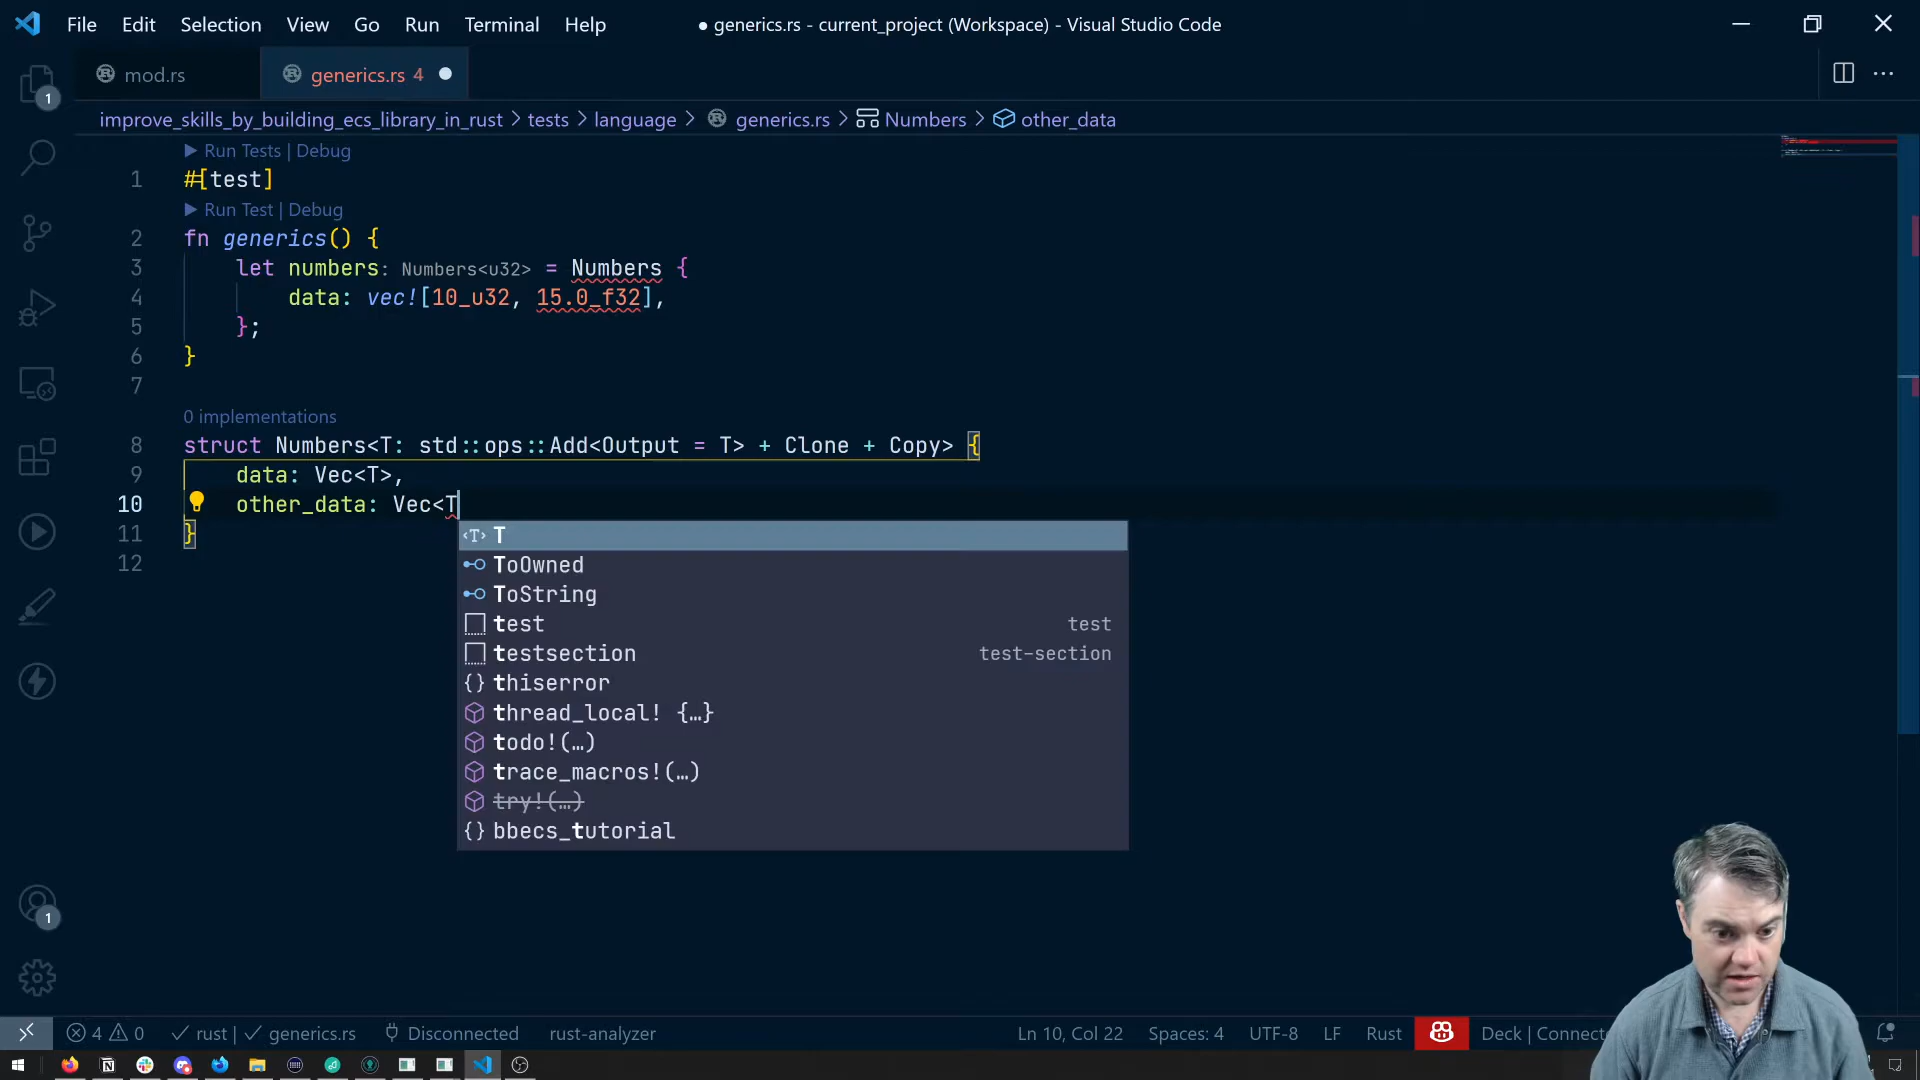 File Edit Selection View Go Run Terminal Help
● generics.rs - current_project (Workspace) - Visual Studio Code
mod.rs
generics.rs 4
improve_skills_by_building_ecs_library_in_rust > tests > language > generics.rs > Numbers > other_data
▶ Run Tests | Debug
1 #[test]
▶ Run Test | Debug
2 fn generics() {
3 let numbers: Numbers<u32> = Numbers {
4 data: vec![10_u32, 15.0_f32],
5 };
6 }
7
0 implementations
8 struct Numbers<T: std::ops::Add<Output = T> + Clone + Copy> {
9 data: Vec<T>,
10 other_data: Vec<T
11 }
12
<T> T
ToOwned
ToString
test test
testsection test-section
{} thiserror
thread_local! {…}
todo!(…)
trace_macros!(…)
try!(…)
{} bbecs_tutorial
1
1
4 0 rust | generics.rs Disconnected rust-analyzer
Ln 10, Col 22 Spaces: 4 UTF-8 LF Rust